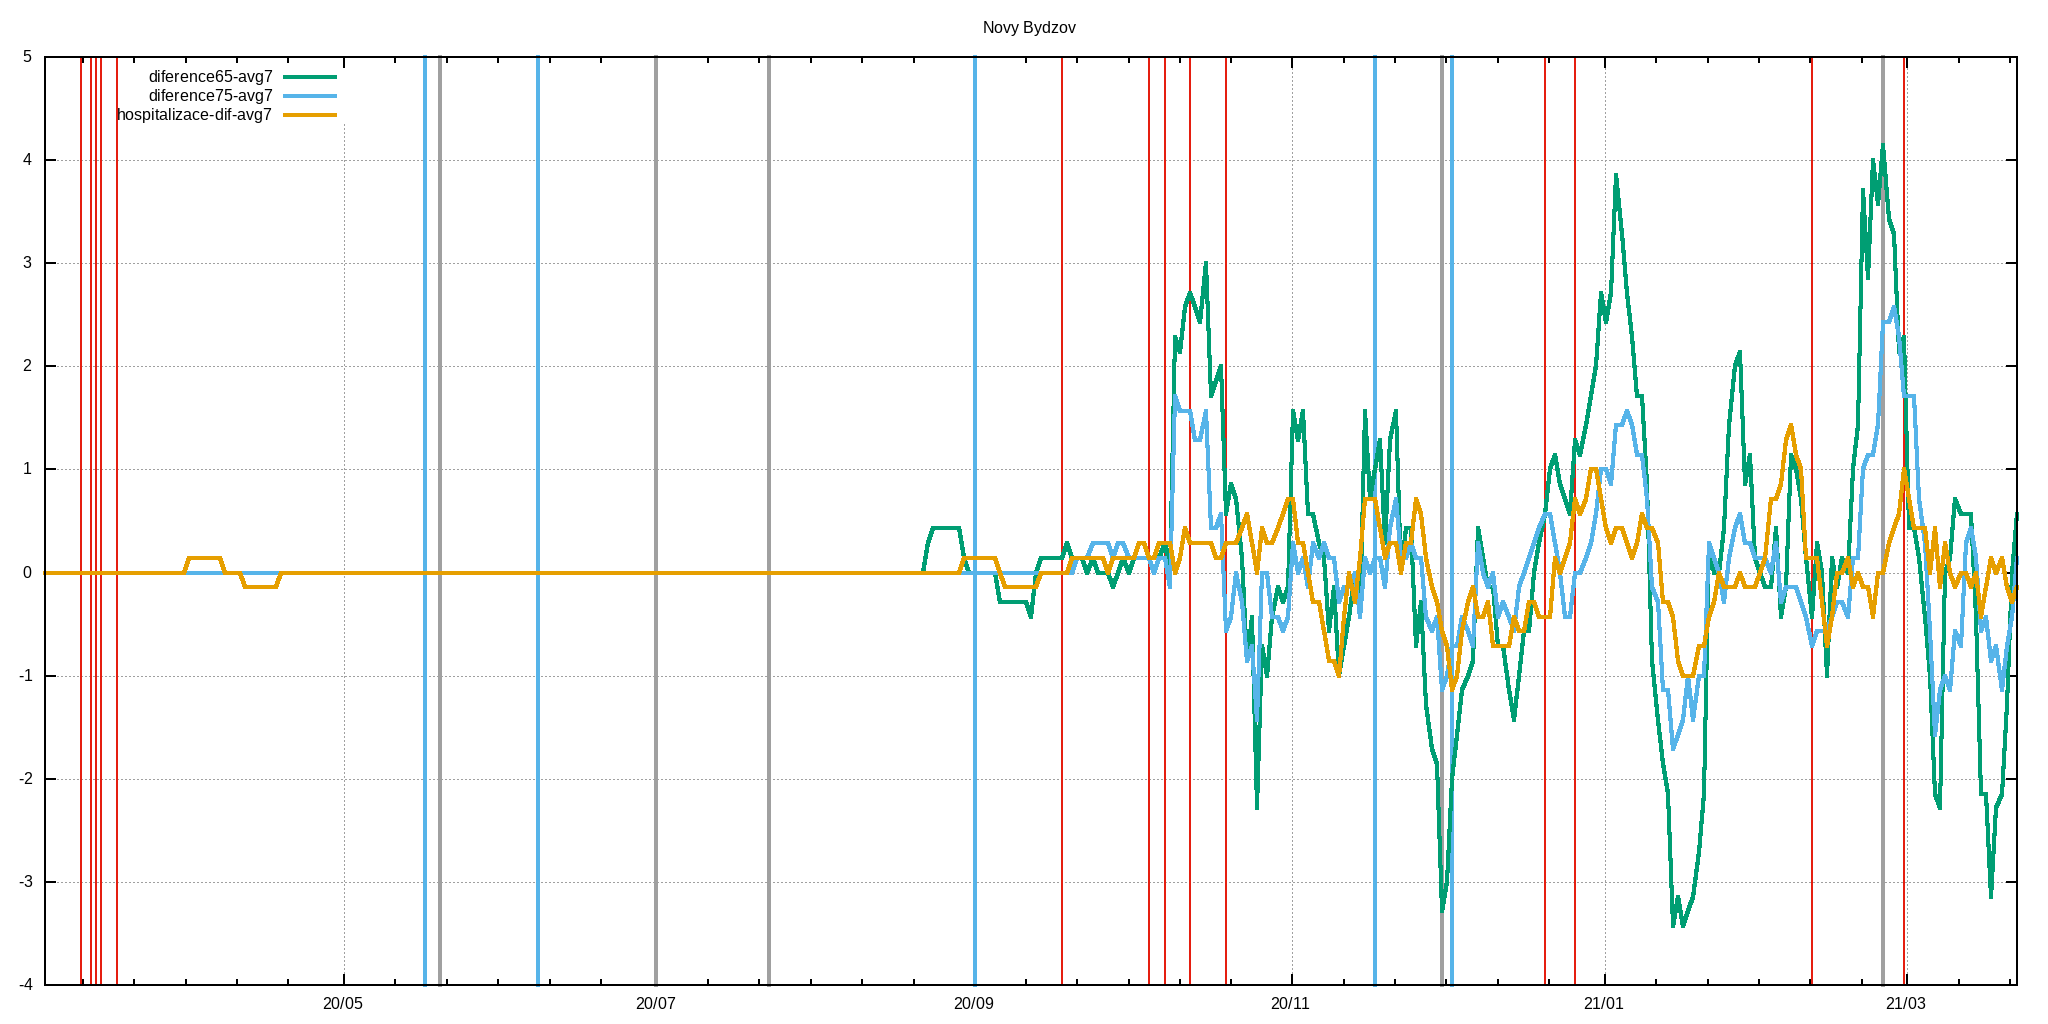 Novy Bydzov
5
diference65-avg7
diference75-avg7
hospitalizace-dif-avg7
4
3
2
1
0
-1
-2
-3
-4
20/05 20/07 20/09 20/11 21/01 21/03